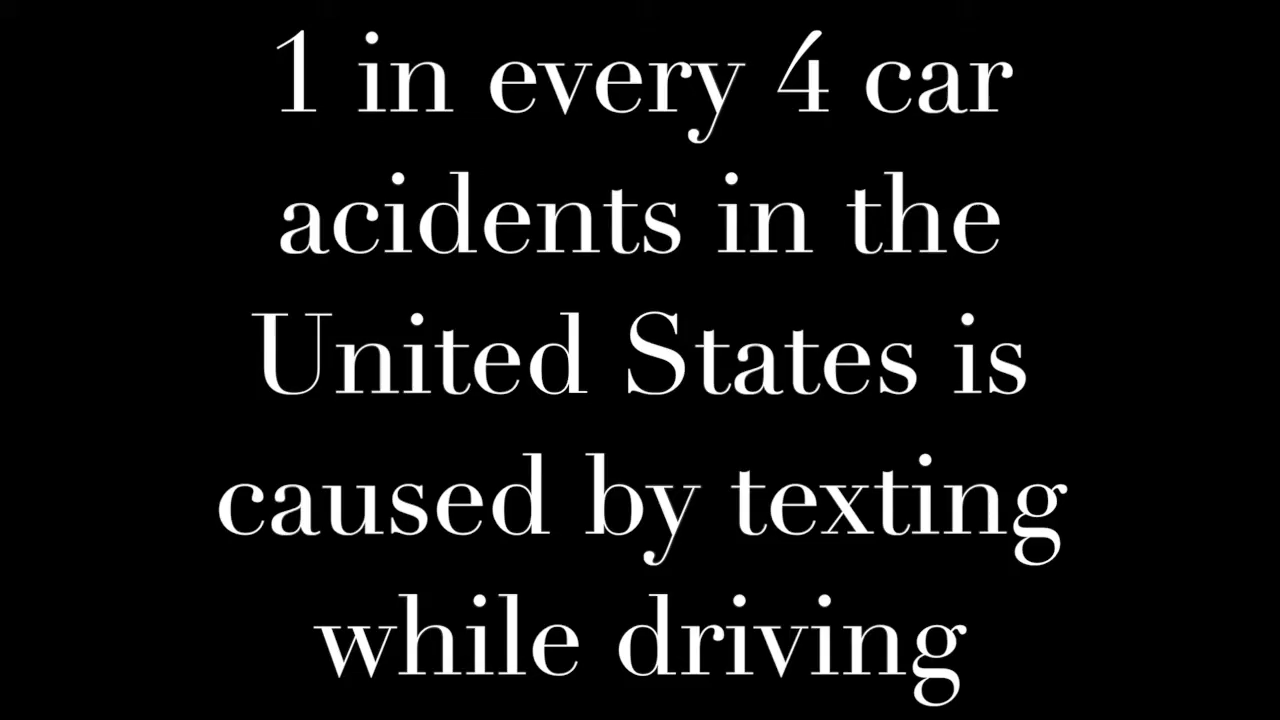 1 in every 4 car
acidents in the
United States is
caused by texting
while driving